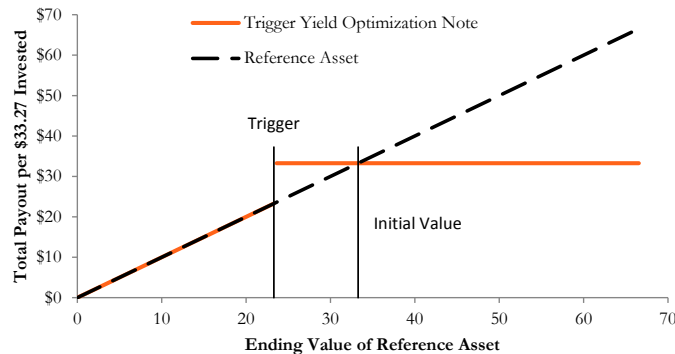 Trigger Yield Optimization Note
Reference Asset
Total Payout per $33.27 Invested
$70
$60
$50
$40
$30
$20
$10
$0
Trigger
Initial Value
0 10 20 30 40 50 60 70
Ending Value of Reference Asset